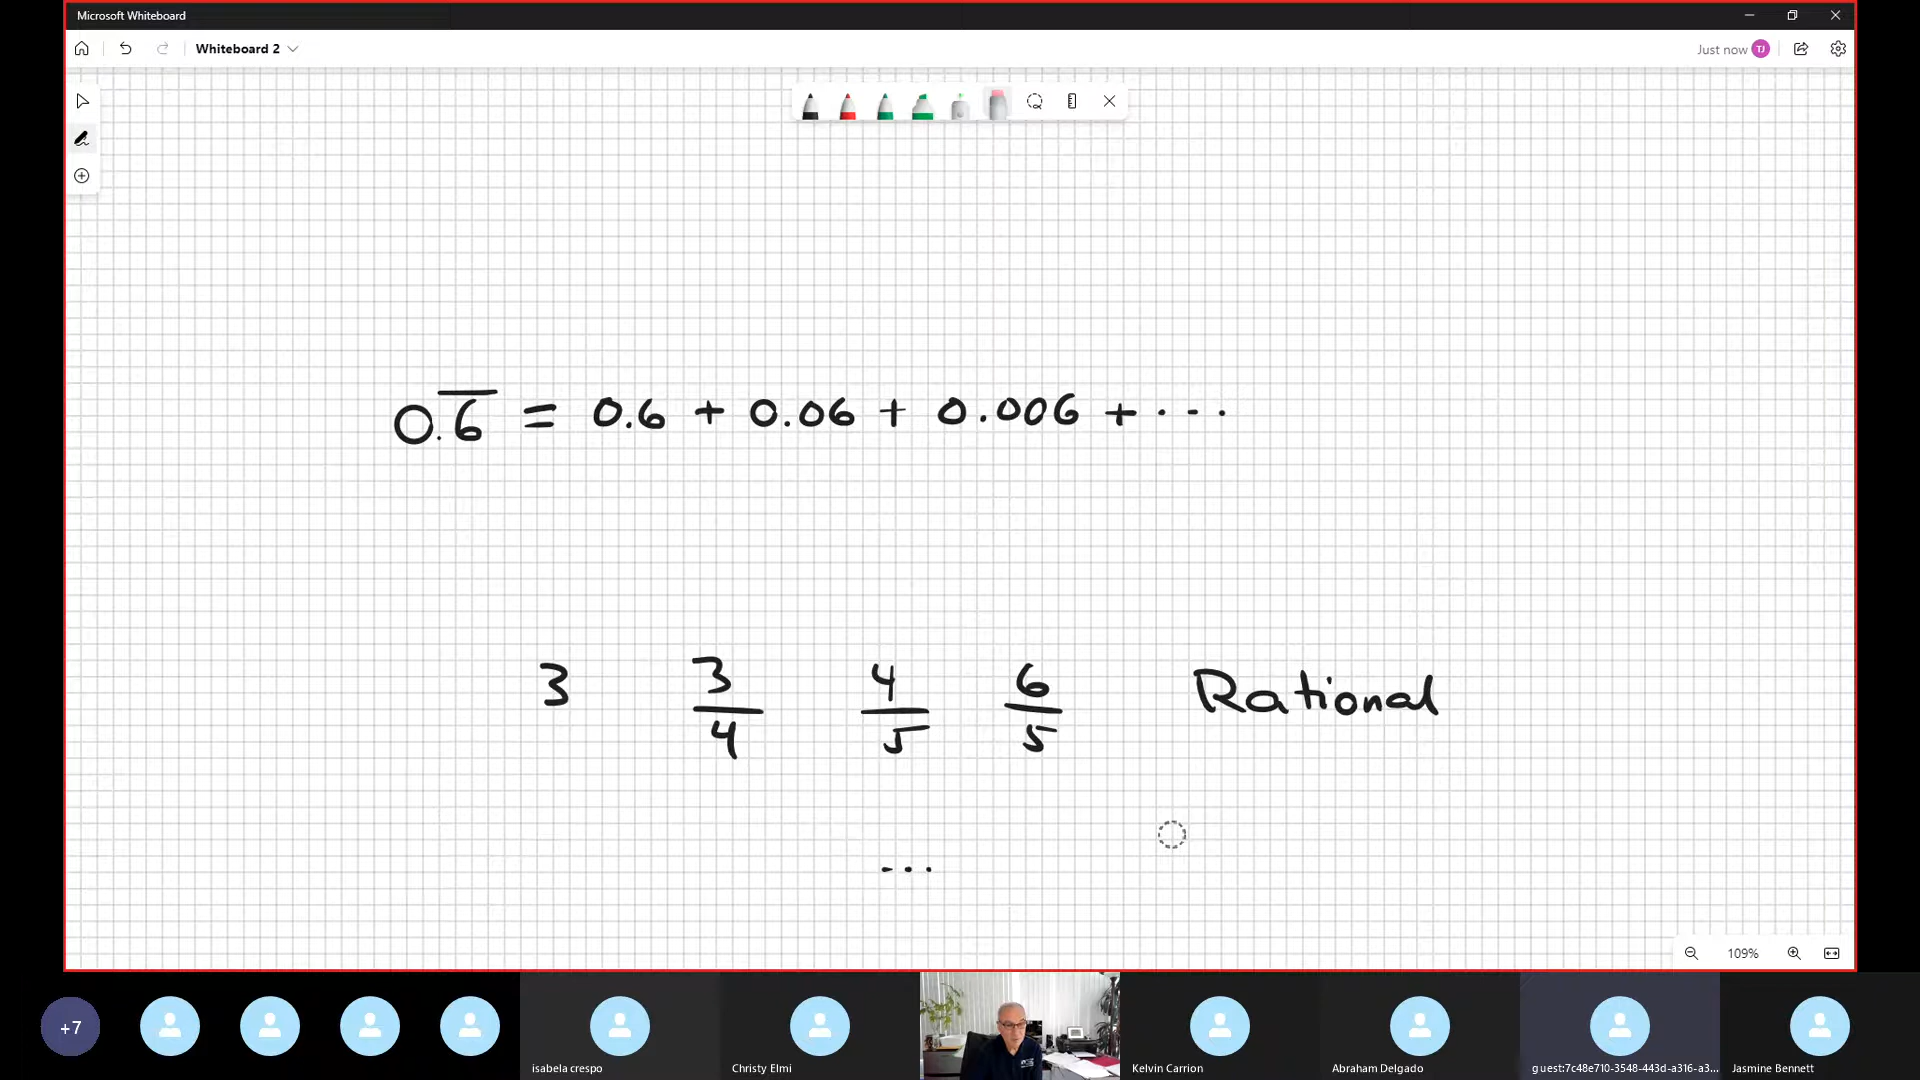 Microsoft Whiteboard
Whiteboard 2
Just now TJ
0.6̅ = 0.6 + 0.06 + 0.006 + ...
3 3/4 4/5 6/5 Rational
...
109%
+7
isabela crespo
Christy Elmi
Kelvin Carrion
Abraham Delgado
guest:7c48e710-3548-443d-a316-a3...
Jasmine Bennett